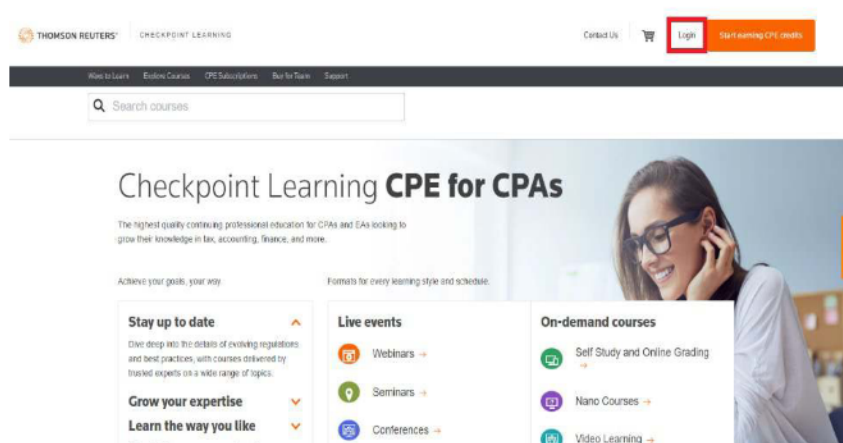 THOMSON REUTERS® CHECKPOINT LEARNING Contact Us Login Start earning CPE credits
Ways to Learn Explore Courses CPE Subscriptions Buy for Team Support
Search courses
Checkpoint Learning CPE for CPAs
The highest quality continuing professional education for CPAs and EAs looking to
grow their knowledge in tax, accounting, finance, and more.
Achieve your goals, your way.
Formats for every learning style and schedule.
Stay up to date
Dive deep into the details of evolving regulations
and best practices, with courses delivered by
trusted experts on a wide range of topics.
Grow your expertise
Learn the way you like
Live events
Webinars →
Seminars →
Conferences →
On-demand courses
Self Study and Online Grading
→
Nano Courses →
Video Learning →